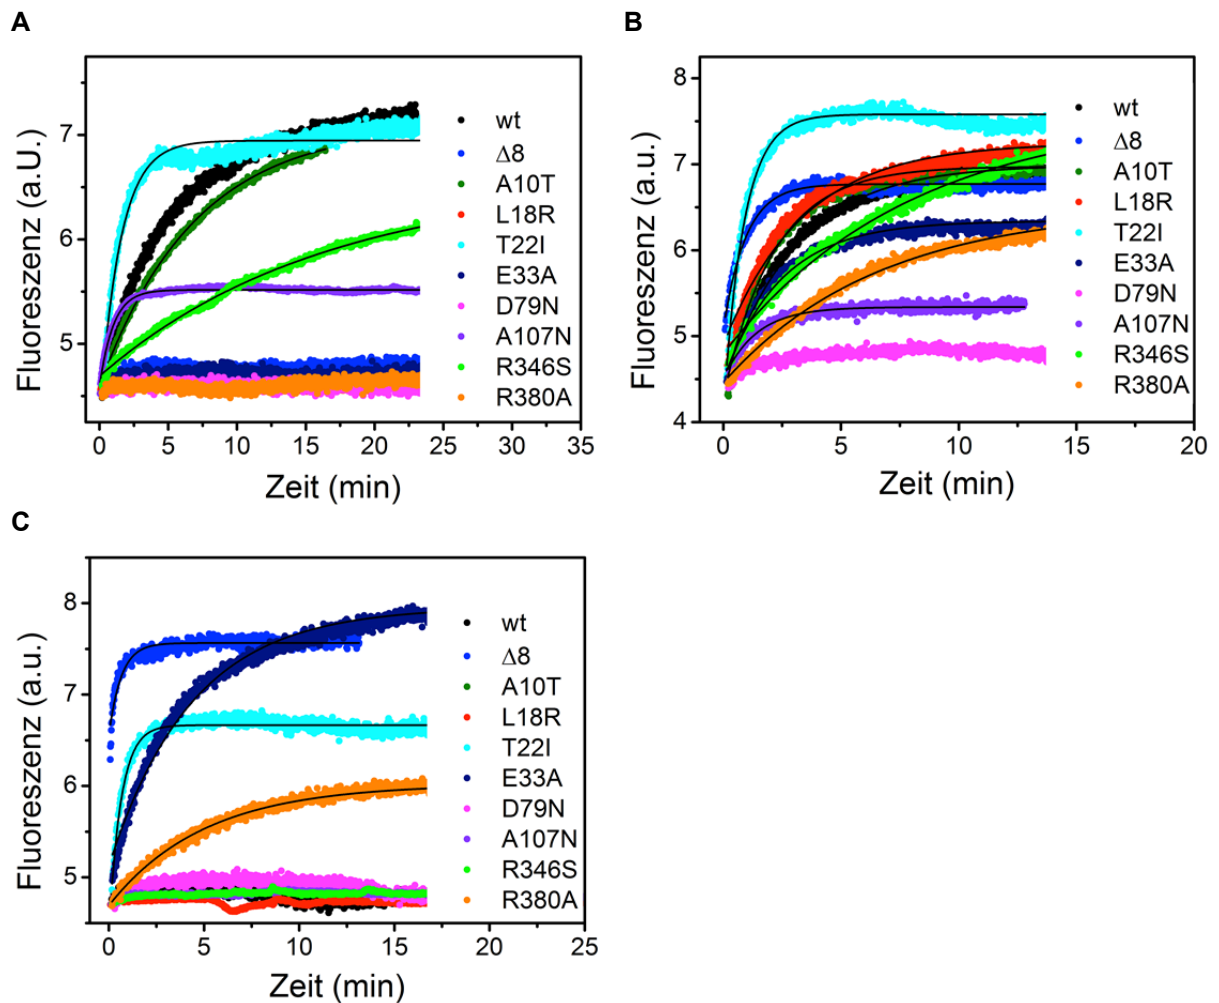 A
Fluoreszenz (a.U.)
7
6
5
0 5 10 15 20 25 30 35
Zeit (min)
wt
Δ8
A10T
L18R
T22I
E33A
D79N
A107N
R346S
R380A
B
Fluoreszenz (a.u.)
8
7
6
5
4
0 5 10 15 20
Zeit (min)
wt
Δ8
A10T
L18R
T22I
E33A
D79N
A107N
R346S
R380A
C
Fluoreszenz (a.u.)
8
7
6
5
0 5 10 15 20 25
Zeit (min)
wt
Δ8
A10T
L18R
T22I
E33A
D79N
A107N
R346S
R380A